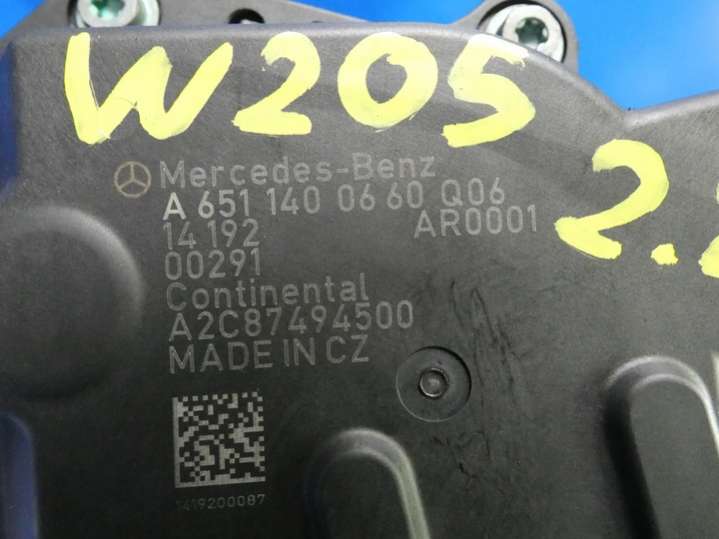 W205
2.
Mercedes-Benz
A 651 140 06 60 Q06
14 192 AR0001
00291
Continental
A2C87494500
MADE IN CZ
1419200087